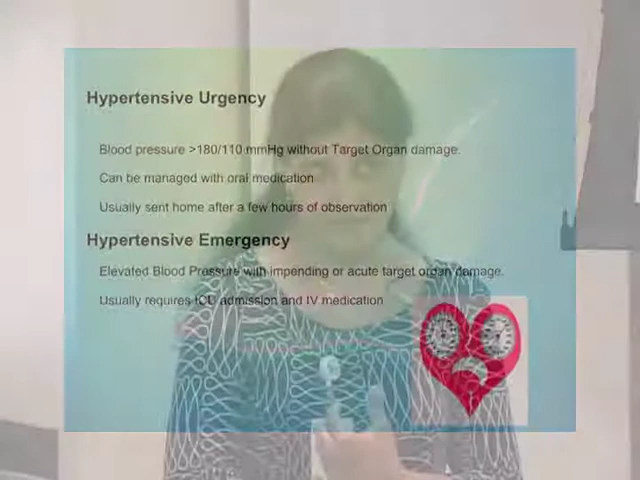 Hypertensive Urgency
Blood pressure >180/110 mmHg without Target Organ damage.
Can be managed with oral medication
Usually sent home after a few hours of observation
Hypertensive Emergency
Elevated Blood Pressure with impending or acute target organ damage.
Usually requires ICU admission and IV medication